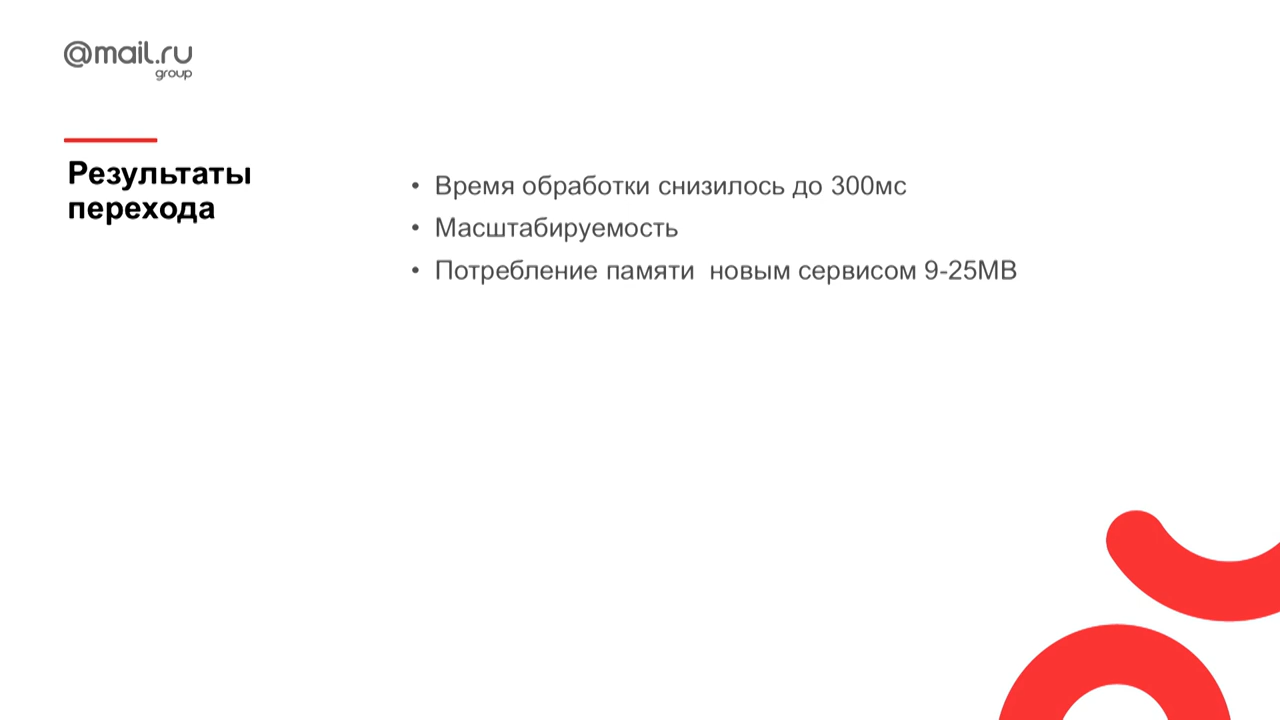 @mail.ru
group
Результаты
перехода
• Время обработки снизилось до 300мс
• Масштабируемость
• Потребление памяти  новым сервисом 9-25MB